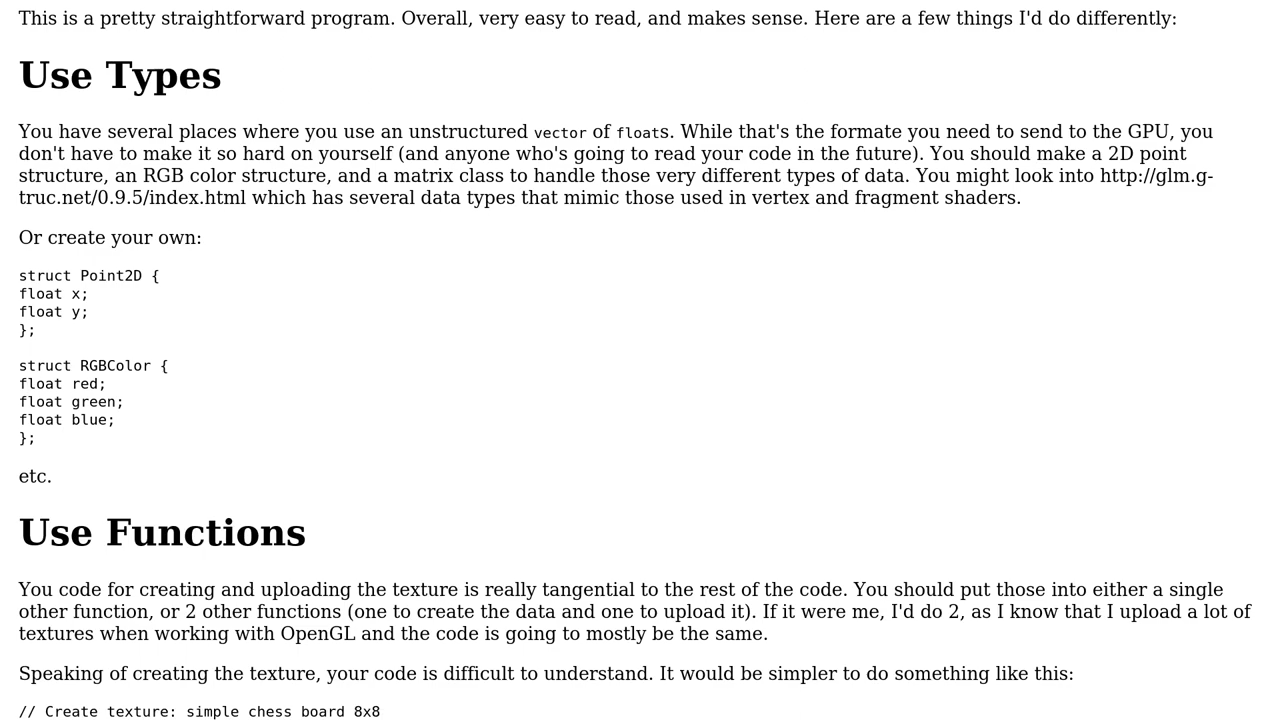 This is a pretty straightforward program. Overall, very easy to read, and makes sense. Here are a few things I'd do differently:
Use Types
You have several places where you use an unstructured vector of floats. While that's the formate you need to send to the GPU, you
don't have to make it so hard on yourself (and anyone who's going to read your code in the future). You should make a 2D point
structure, an RGB color structure, and a matrix class to handle those very different types of data. You might look into http://glm.g-
truc.net/0.9.5/index.html which has several data types that mimic those used in vertex and fragment shaders.
Or create your own:
struct Point2D {
float x;
float y;
};
struct RGBColor {
float red;
float green;
float blue;
};
etc.
Use Functions
You code for creating and uploading the texture is really tangential to the rest of the code. You should put those into either a single
other function, or 2 other functions (one to create the data and one to upload it). If it were me, I'd do 2, as I know that I upload a lot of
textures when working with OpenGL and the code is going to mostly be the same.
Speaking of creating the texture, your code is difficult to understand. It would be simpler to do something like this:
// Create texture: simple chess board 8x8